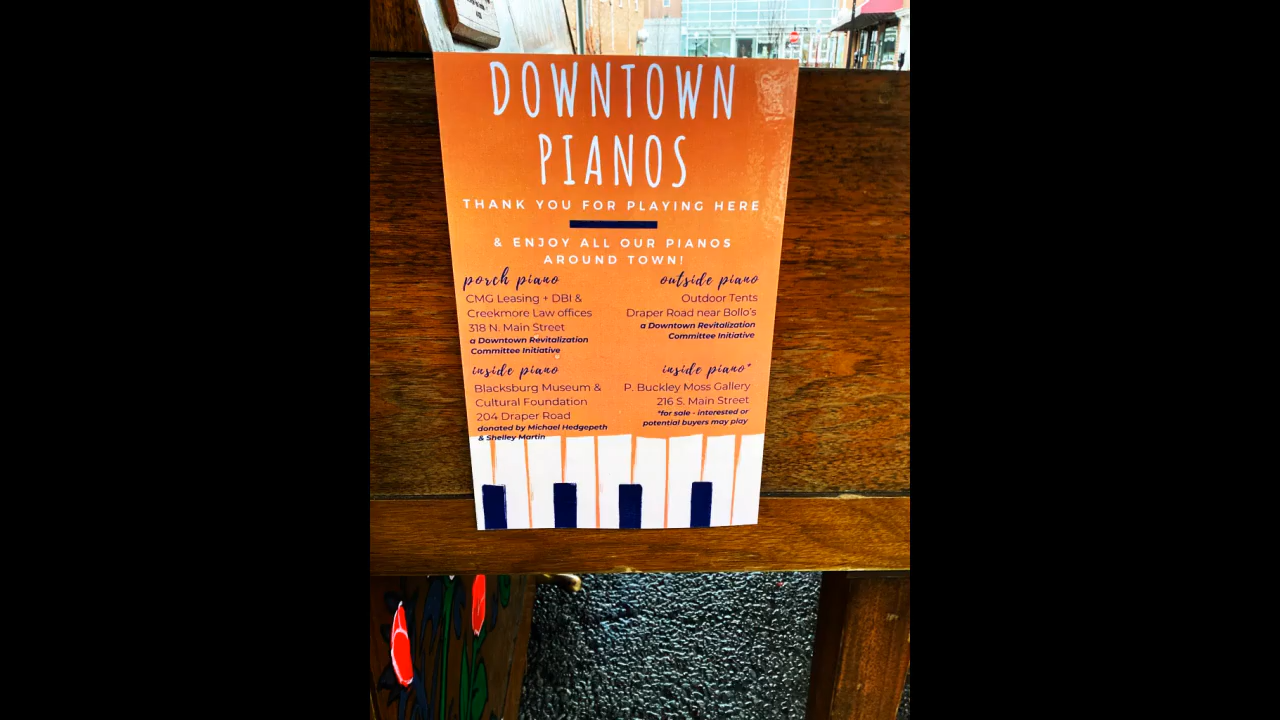 DOWNTOWN
PIANOS
THANK YOU FOR PLAYING HERE
& ENJOY ALL OUR PIANOS
AROUND TOWN!
porch piano
CMG Leasing + DBI &
Creekmore Law offices
318 N. Main Street
a Downtown Revitalization
Committee Initiative
outside piano
Outdoor Tents
Draper Road near Bollo's
a Downtown Revitalization
Committee Initiative
inside piano
Blacksburg Museum &
Cultural Foundation
204 Draper Road
donated by Michael Hedgepeth
& Shelley Martin
inside piano*
P. Buckley Moss Gallery
216 S. Main Street
*for sale - interested or
potential buyers may play